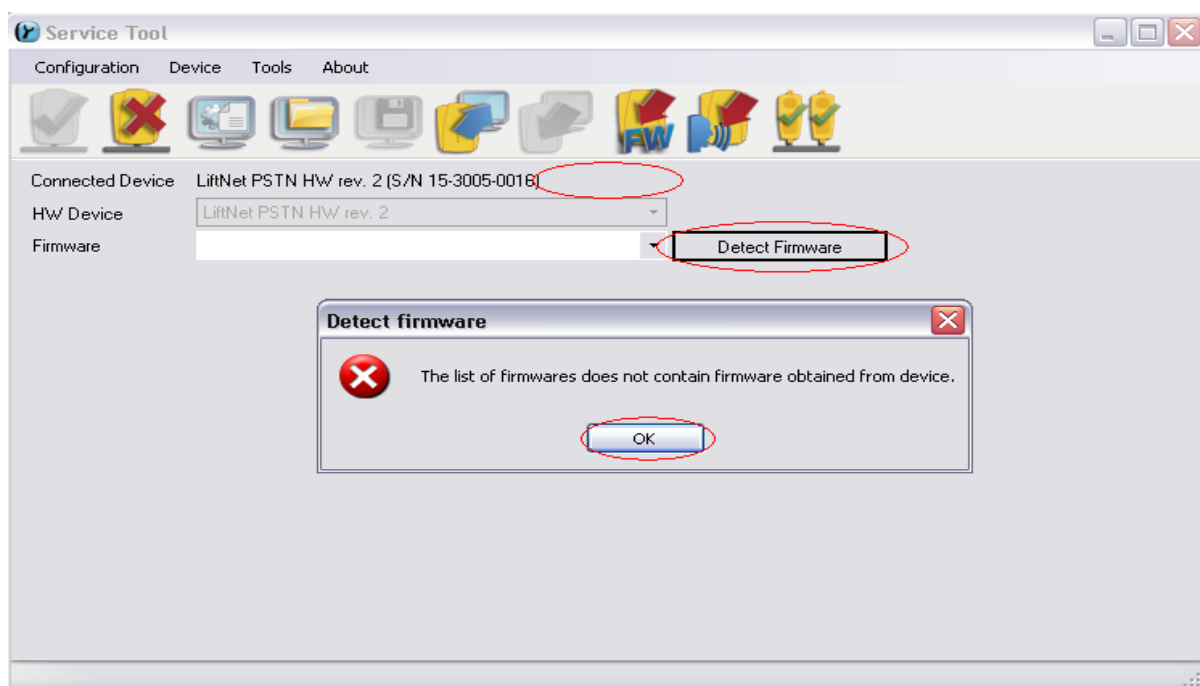 Service Tool
Configuration Device Tools About
FW
Connected Device LiftNet PSTN HW rev. 2 (S/N 15-3005-0016)
HW Device LiftNet PSTN HW rev. 2
Firmware Detect Firmware
Detect firmware
The list of firmwares does not contain firmware obtained from device.
OK